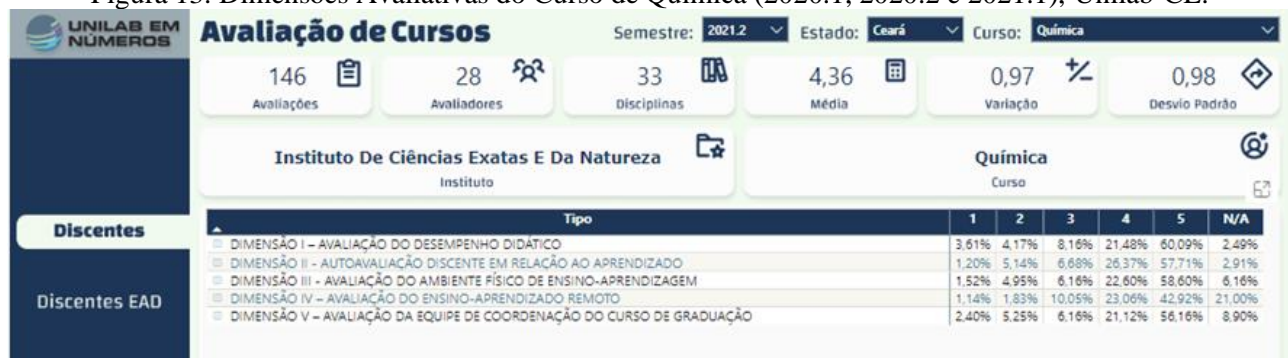 Figura 13: Dimensões Avaliativas do Curso de Química (2020.1, 2020.2 e 2021.1), Unilab-CE.
UNILAB EM NÚMEROS
Avaliação de Cursos
Semestre: 2021.2 Estado: Ceará Curso: Química
146 28 33 4,36 0,97 0,98
Avaliações Avaliadores Disciplinas Média Variação Desvio Padrão
Instituto De Ciências Exatas E Da Natureza Química
Instituto Curso
Discentes
Discentes EAD
Tipo 1 2 3 4 5 N/A
DIMENSÃO I – AVALIAÇÃO DO DESEMPENHO DIDÁTICO 3,61% 4,17% 8,16% 21,48% 60,09% 2,49%
DIMENSÃO II - AUTOAVALIAÇÃO DISCENTE EM RELAÇÃO AO APRENDIZADO 1,20% 5,14% 6,68% 26,37% 57,71% 2,91%
DIMENSÃO III - AVALIAÇÃO DO AMBIENTE FÍSICO DE ENSINO-APRENDIZAGEM 1,52% 4,95% 6,16% 22,60% 58,60% 6,16%
DIMENSÃO IV – AVALIAÇÃO DO ENSINO-APRENDIZADO REMOTO 1,14% 1,83% 10,05% 23,06% 42,92% 21,00%
DIMENSÃO V – AVALIAÇÃO DA EQUIPE DE COORDENAÇÃO DO CURSO DE GRADUAÇÃO 2,40% 5,25% 6,16% 21,12% 56,16% 8,90%